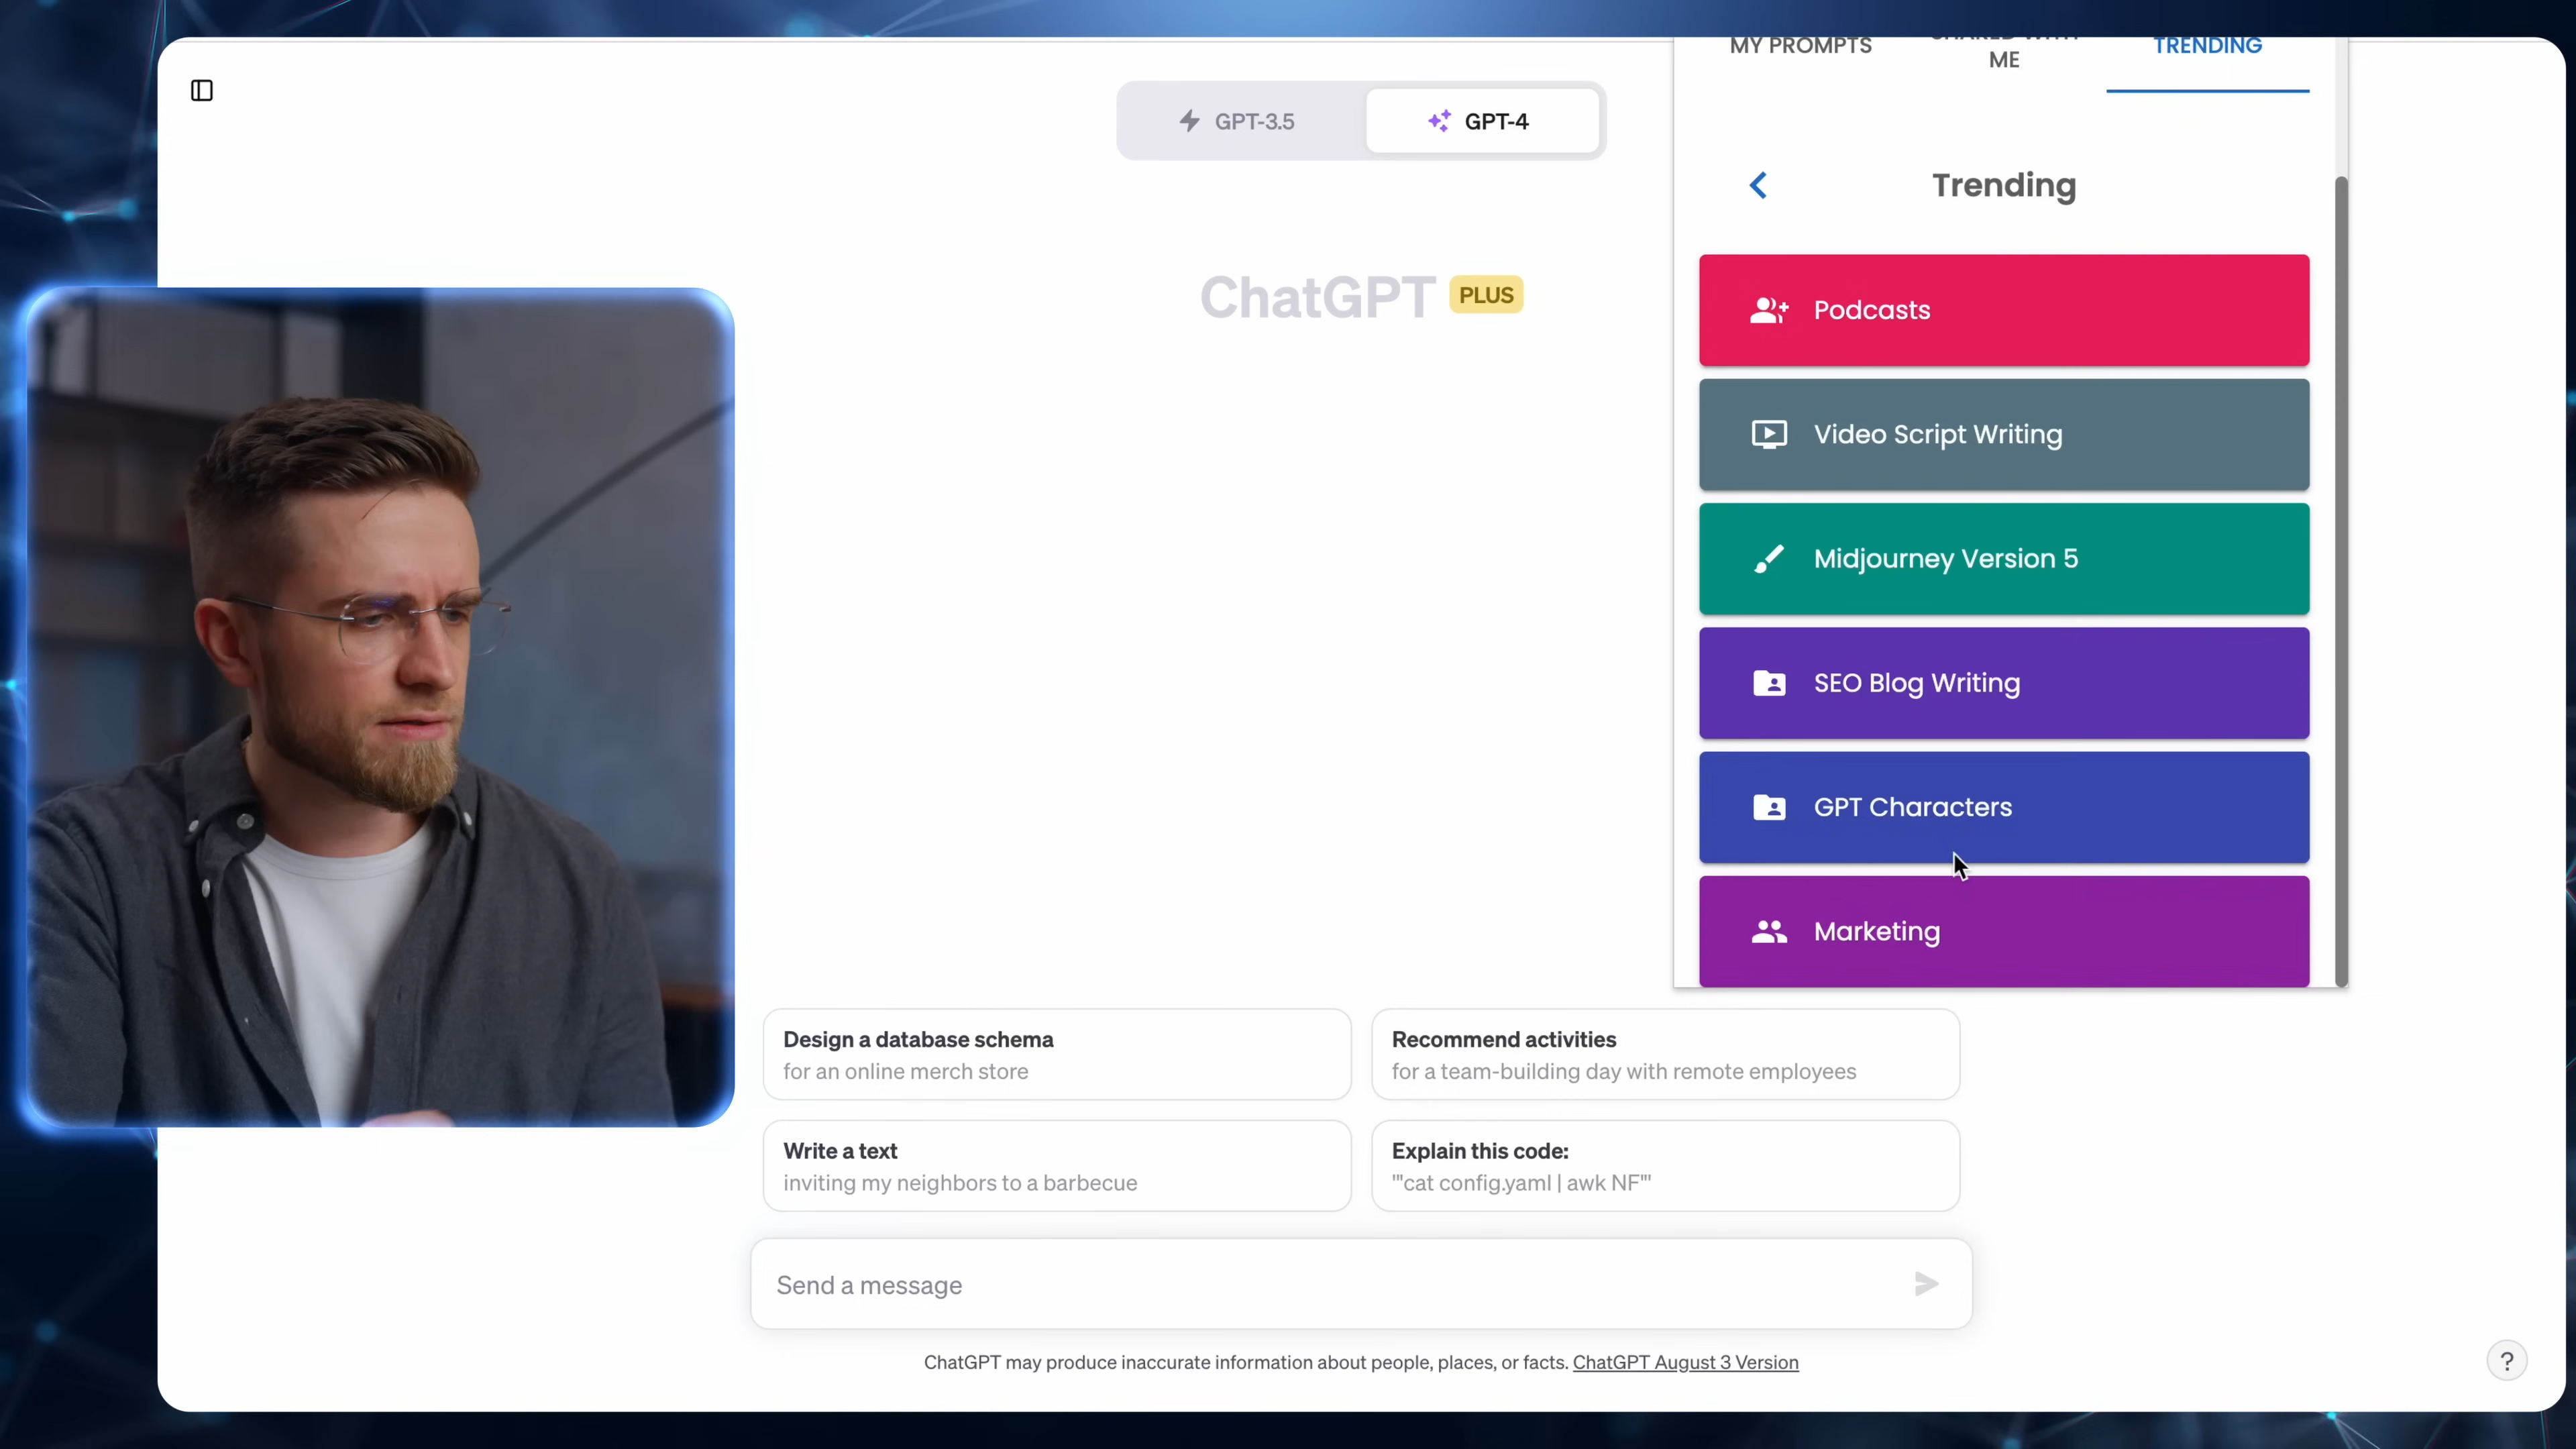 MY PROMPTS
SHARED WITH
ME
TRENDING
GPT-3.5
GPT-4
Trending
ChatGPT PLUS
Podcasts
Video Script Writing
Midjourney Version 5
SEO Blog Writing
GPT Characters
Marketing
Design a database schema
for an online merch store
Recommend activities
for a team-building day with remote employees
Write a text
inviting my neighbors to a barbecue
Explain this code:
"'cat config.yaml | awk NF'"
Send a message
ChatGPT may produce inaccurate information about people, places, or facts. ChatGPT August 3 Version
?